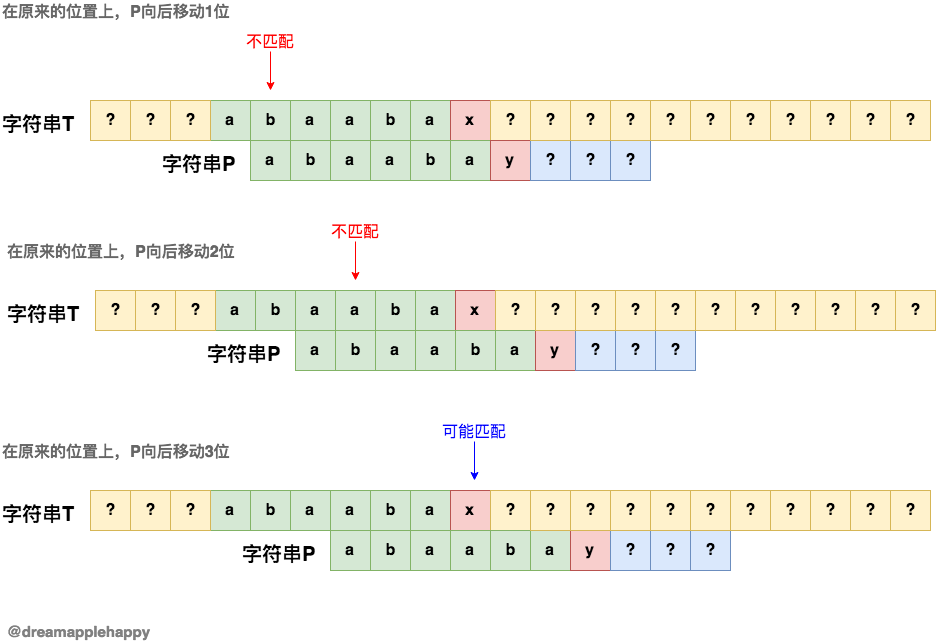 在原来的位置上，P向后移动1位
不匹配
字符串T ? ? ? a b a a b a x ? ? ? ? ? ? ? ? ? ? ?
字符串P a b a a b a y ? ? ?
不匹配
在原来的位置上，P向后移动2位
字符串T ? ? ? a b a a b a x ? ? ? ? ? ? ? ? ? ? ?
字符串P a b a a b a y ? ? ?
可能匹配
在原来的位置上，P向后移动3位
字符串T ? ? ? a b a a b a x ? ? ? ? ? ? ? ? ? ? ?
字符串P a b a a b a y ? ? ?
@dreamapplehappy